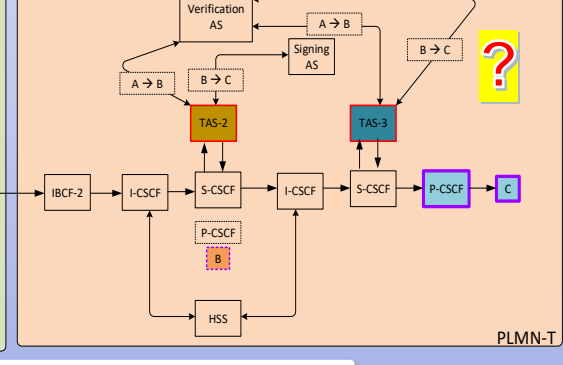 Verification
AS
A → B
Signing
AS
B → C
A → B
B → C
?
TAS-2
TAS-3
IBCF-2
I-CSCF
S-CSCF
I-CSCF
S-CSCF
P-CSCF
C
P-CSCF
B
HSS
PLMN-T